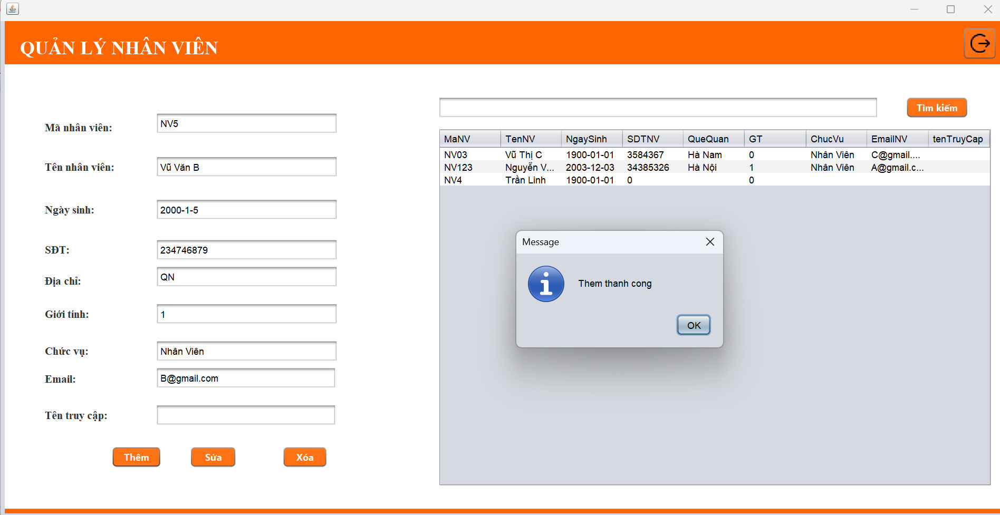 QUẢN LÝ NHÂN VIÊN
Mã nhân viên: NV5
Tên nhân viên: Vũ Văn B
Ngày sinh: 2000-1-5
SĐT: 234746879
Địa chỉ: QN
Giới tính: 1
Chức vụ: Nhân Viên
Email: B@gmail.com
Tên truy cập:
Thêm Sửa Xóa
Tìm kiếm
MaNV TenNV NgaySinh SDTNV QueQuan GT ChucVu EmailNV tenTruyCap
NV03 Vũ Thị C 1900-01-01 3584367 Hà Nam 0 Nhân Viên C@gmail....
NV123 Nguyễn V... 2003-12-03 34385326 Hà Nội 1 Nhân Viên A@gmail.c...
NV4 Trần Linh 1900-01-01 0 0
Message
Them thanh cong
OK